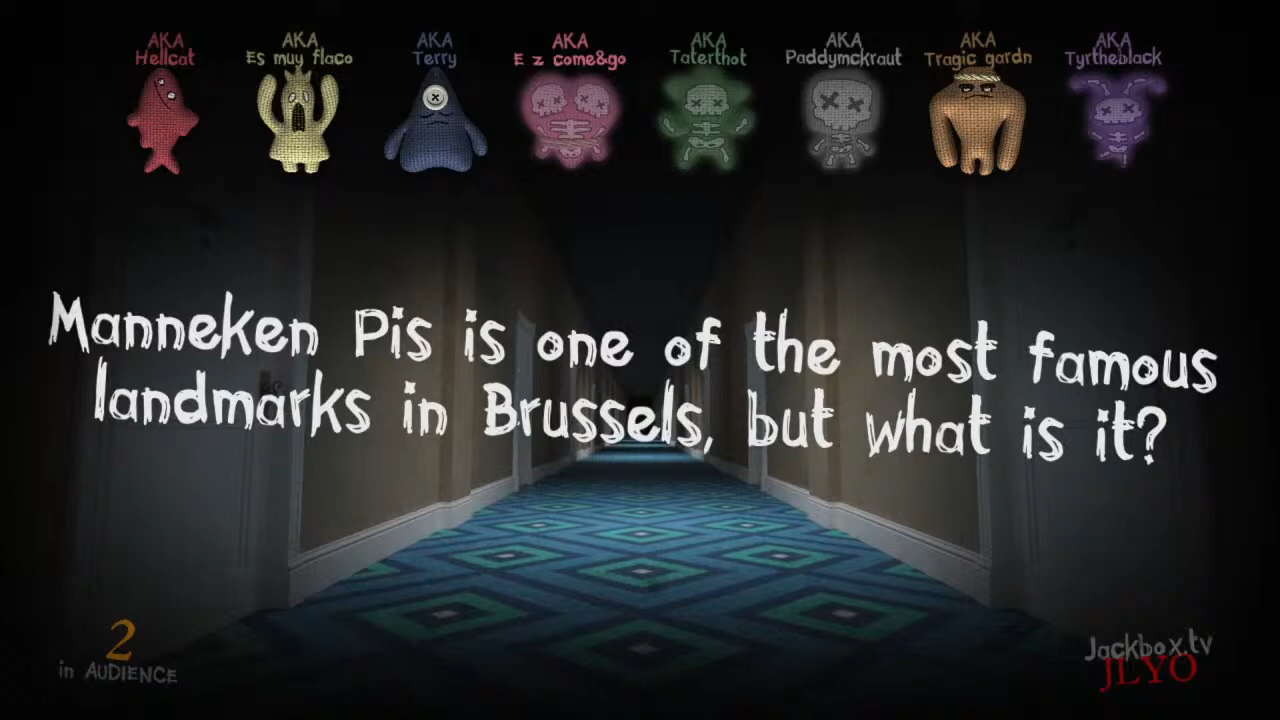 AKA
Hellcat
AKA
Es muy flaco
AKA
Terry
AKA
E z come&go
AKA
Taterthot
AKA
Paddymckraut
AKA
Tragic gardn
AKA
Tyrtheblack
Manneken Pis is one of the most famous
landmarks in Brussels, but what is it?
2
in AUDIENCE
Jackbox.tv
JLYO